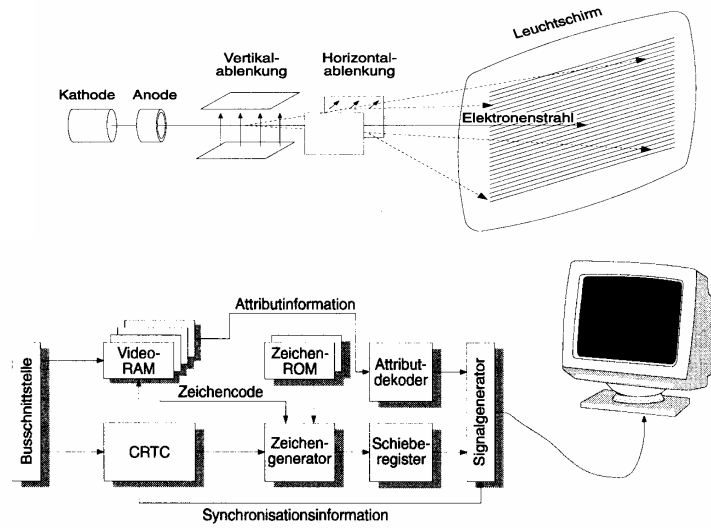 Leuchtschirm
Vertikal-
ablenkung
Horizontal-
ablenkung
Kathode
Anode
Elektronenstrahl
Attributinformation
Busschnittstelle
Video-
RAM
Zeichen-
ROM
Attribut-
dekoder
Signalgenerator
Zeichencode
CRTC
Zeichen-
generator
Schiebe-
register
Synchronisationsinformation